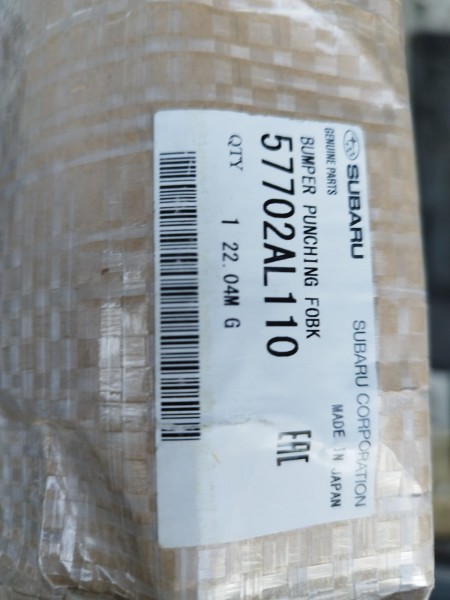 SUBARU SUBARU CORPORATION
GENUINE PARTS MADE IN JAPAN
BUMPER PUNCHING FOBK
57702AL110 EAC
QTY 1 22.04M G